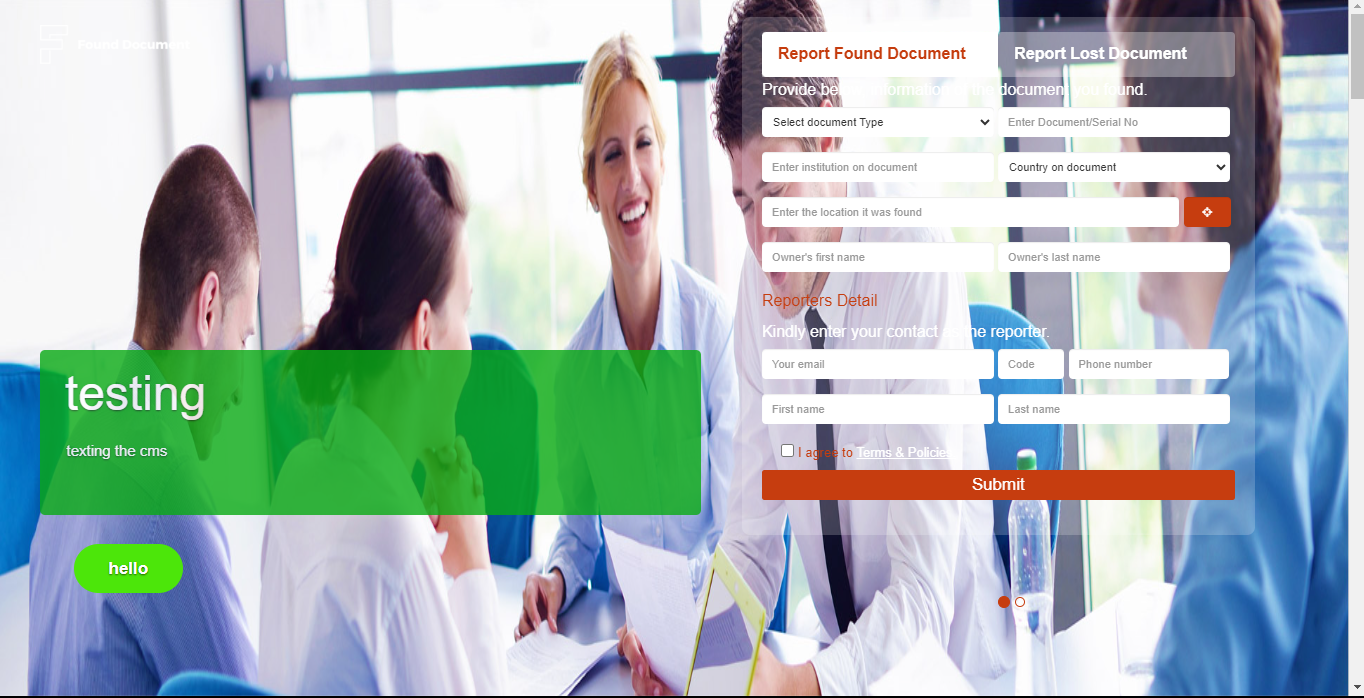 Found Document
Report Found Document
Report Lost Document
Provide below information of the document you found.
Select document Type
Enter Document/Serial No
Enter institution on document
Country on document
Enter the location it was found
Owner's first name
Owner's last name
Reporters Detail
Kindly enter your contact as the reporter.
Your email
Code
Phone number
First name
Last name
I agree to Terms & Policies
Submit
testing
texting the cms
hello